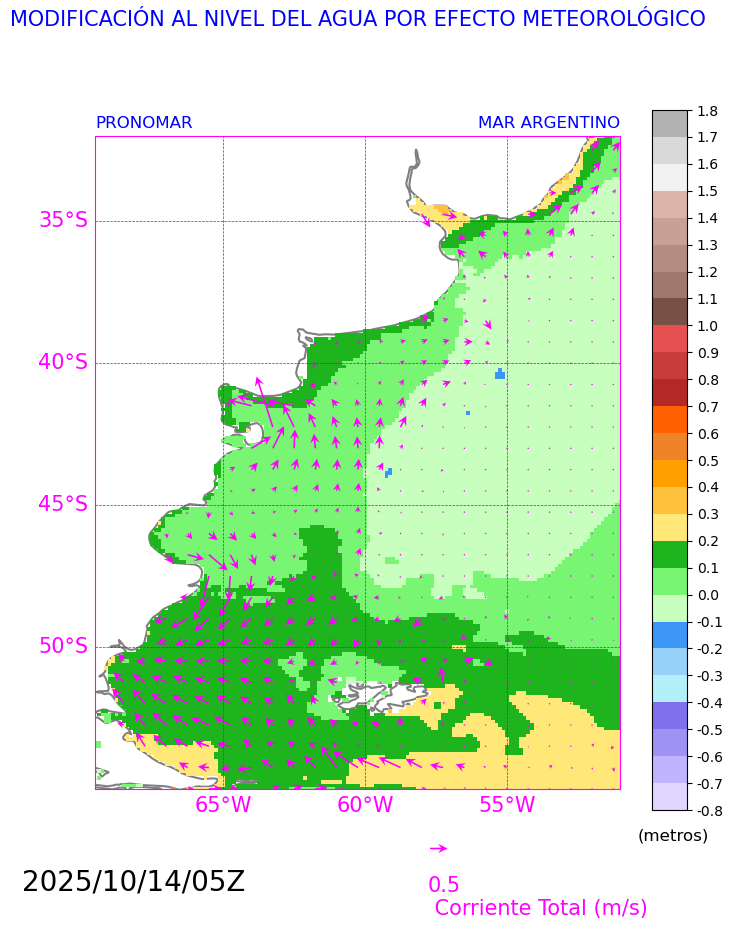 MODIFICACIÓN AL NIVEL DEL AGUA POR EFECTO METEOROLÓGICO
PRONOMAR
MAR ARGENTINO
35°S
40°S
45°S
50°S
65°W
60°W
55°W
1.8
1.7
1.6
1.5
1.4
1.3
1.2
1.1
1.0
0.9
0.8
0.7
0.6
0.5
0.4
0.3
0.2
0.1
0.0
-0.1
-0.2
-0.3
-0.4
-0.5
-0.6
-0.7
-0.8
(metros)
2025/10/14/05Z
0.5
Corriente Total (m/s)